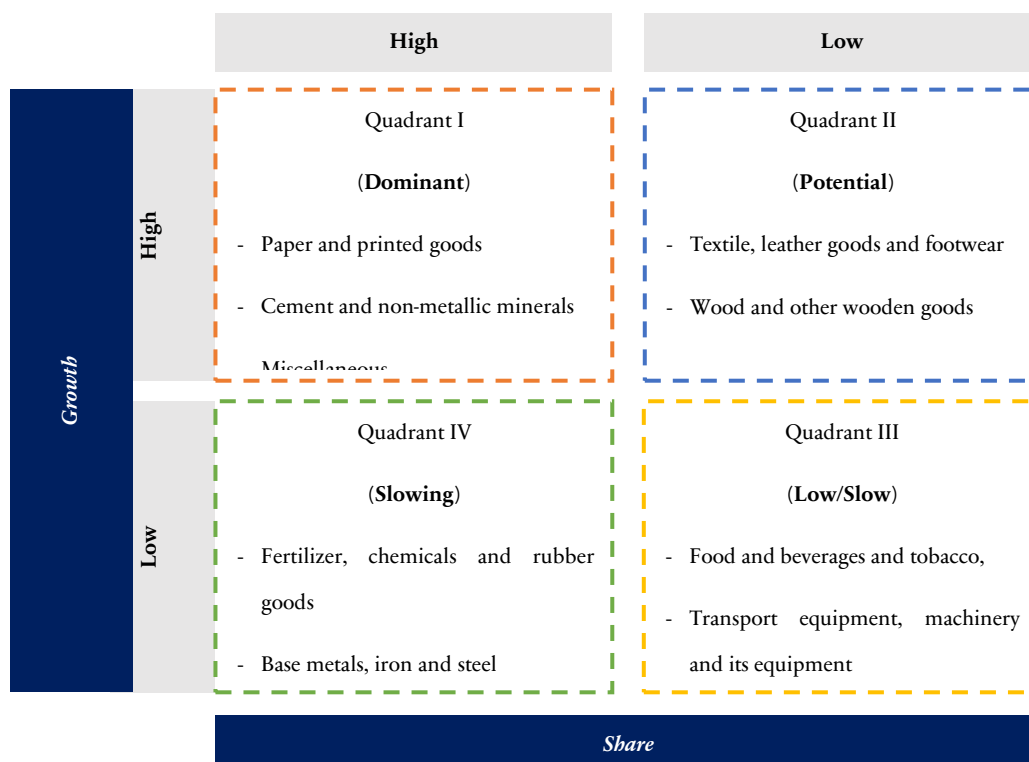 High
Low
Growth
High
Quadrant I
(Dominant)
- Paper and printed goods
- Cement and non-metallic minerals
Miscellaneous
Quadrant II
(Potential)
- Textile, leather goods and footwear
- Wood and other wooden goods
Low
Quadrant IV
(Slowing)
- Fertilizer, chemicals and rubber
goods
- Base metals, iron and steel
Quadrant III
(Low/Slow)
- Food and beverages and tobacco,
- Transport equipment, machinery
and its equipment
Share